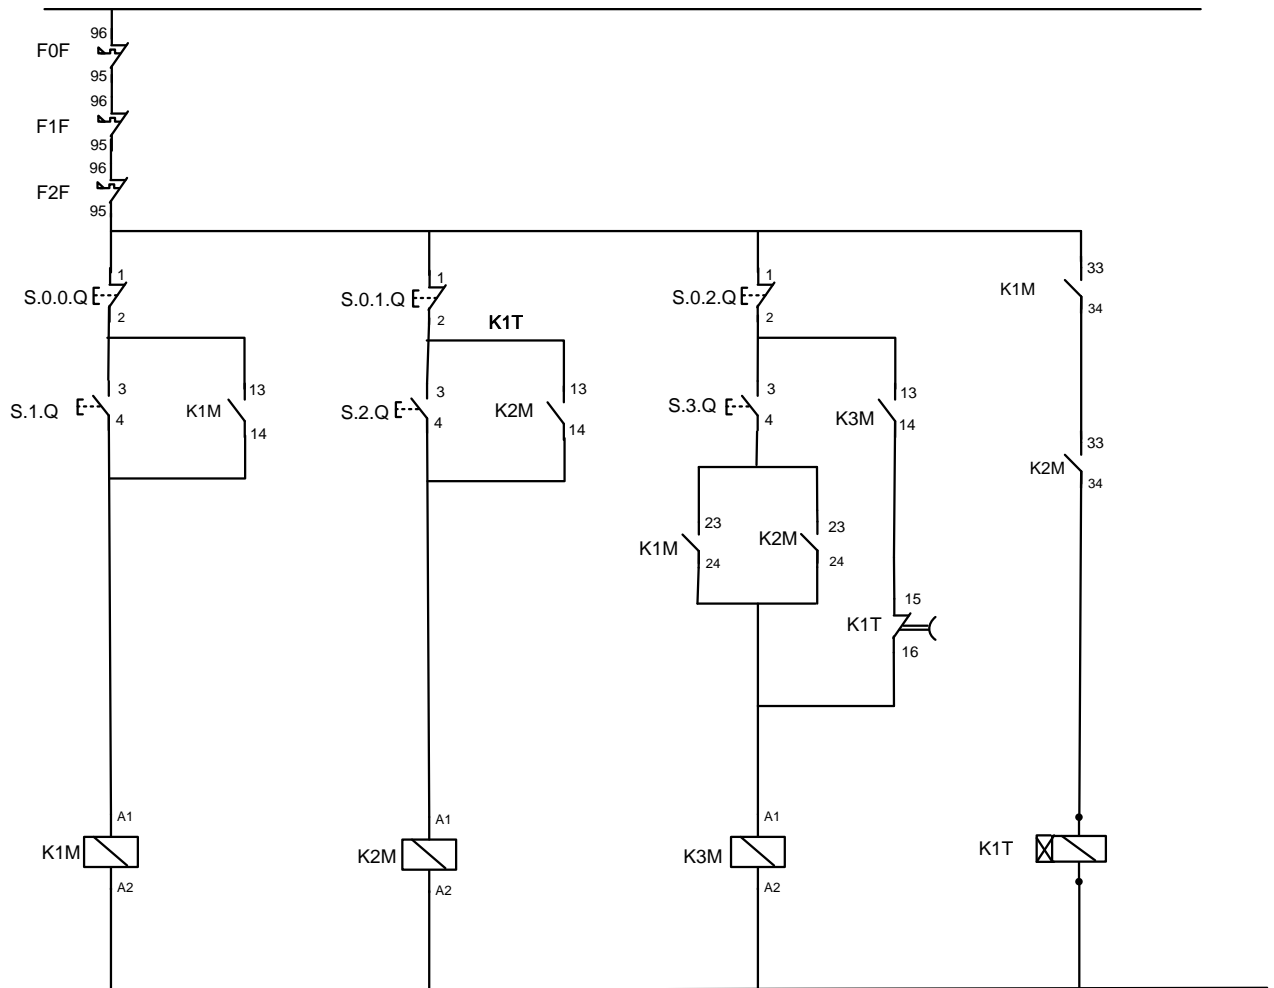 96
F0F
95
96
F1F
95
96
F2F
95
1
S.0.0.Q
2
3
S.1.Q
4
13
K1M
14
A1
K1M
A2
1
S.0.1.Q
2
K1T
3
S.2.Q
4
13
K2M
14
A1
K2M
A2
1
S.0.2.Q
2
3
S.3.Q
4
13
K3M
14
23
K1M
24
23
K2M
24
15
K1T
16
A1
K3M
A2
33
K1M
34
33
K2M
34
K1T